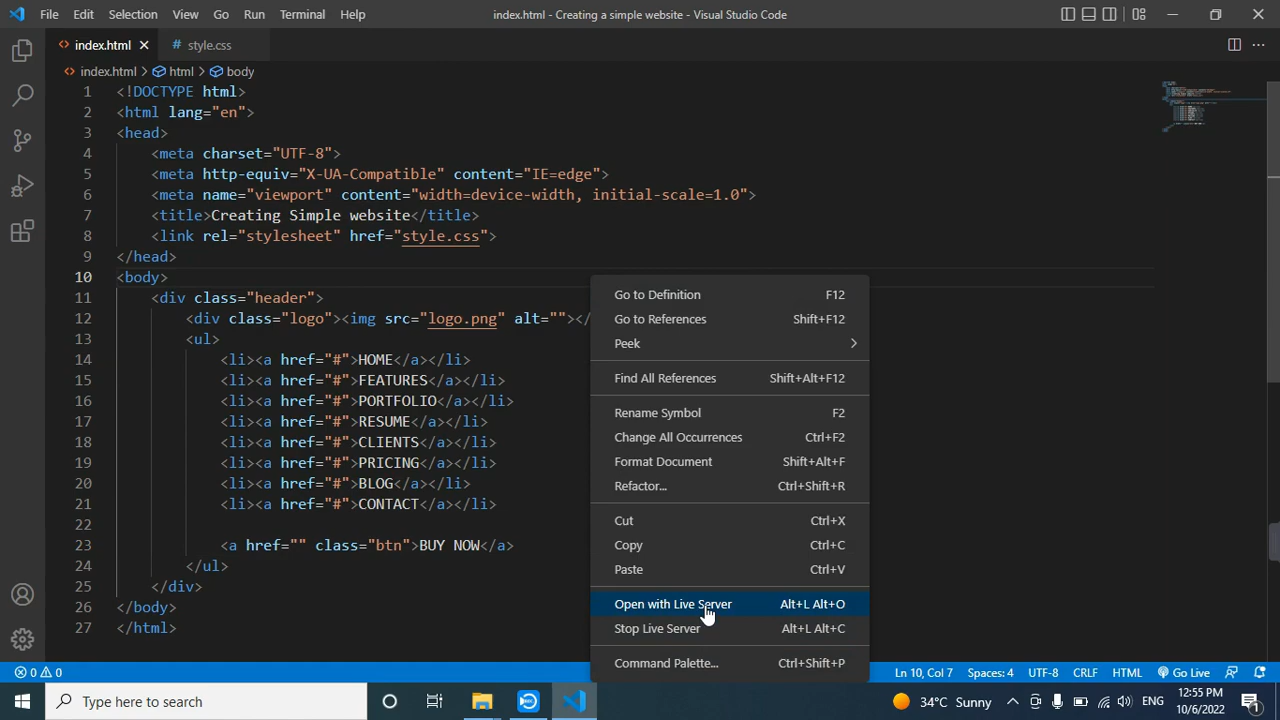 File Edit Selection View Go Run Terminal Help
index.html - Creating a simple website - Visual Studio Code
index.html
# style.css
index.html > html > body
1 <!DOCTYPE html>
2 <html lang="en">
3 <head>
4 <meta charset="UTF-8">
5 <meta http-equiv="X-UA-Compatible" content="IE=edge">
6 <meta name="viewport" content="width=device-width, initial-scale=1.0">
7 <title>Creating Simple website</title>
8 <link rel="stylesheet" href="style.css">
9 </head>
10 <body>
11 <div class="header">
12 <div class="logo"><img src="logo.png" alt=""></
13 <ul>
14 <li><a href="#">HOME</a></li>
15 <li><a href="#">FEATURES</a></li>
16 <li><a href="#">PORTFOLIO</a></li>
17 <li><a href="#">RESUME</a></li>
18 <li><a href="#">CLIENTS</a></li>
19 <li><a href="#">PRICING</a></li>
20 <li><a href="#">BLOG</a></li>
21 <li><a href="#">CONTACT</a></li>
22
23 <a href="" class="btn">BUY NOW</a>
24 </ul>
25 </div>
26 </body>
27 </html>
Go to Definition F12
Go to References Shift+F12
Peek
Find All References Shift+Alt+F12
Rename Symbol F2
Change All Occurrences Ctrl+F2
Format Document Shift+Alt+F
Refactor... Ctrl+Shift+R
Cut Ctrl+X
Copy Ctrl+C
Paste Ctrl+V
Open with Live Server Alt+L Alt+O
Stop Live Server Alt+L Alt+C
Command Palette... Ctrl+Shift+P
0 0
Ln 10, Col 7 Spaces: 4 UTF-8 CRLF HTML Go Live
Type here to search
34°C Sunny
ENG
12:55 PM
10/6/2022
1